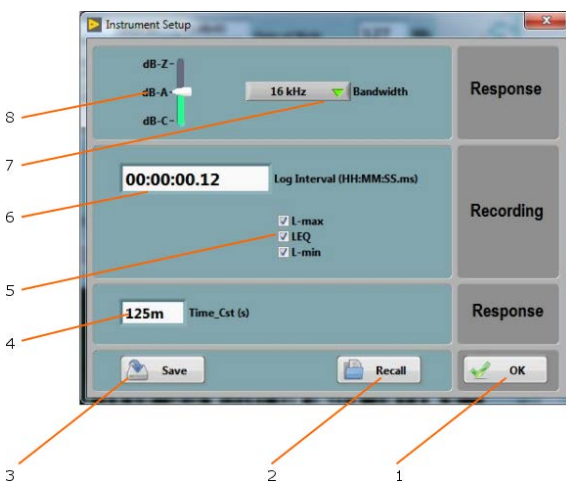 Instrument Setup
dB-Z-
dB-A-
dB-C-
16 kHz
Bandwidth
Response
8
7
00:00:00.12
Log Interval (HH:MM:SS.ms)
6
Recording
L-max
LEQ
L-min
5
125m
Time_Cst (s)
Response
4
Save
Recall
OK
3
2
1